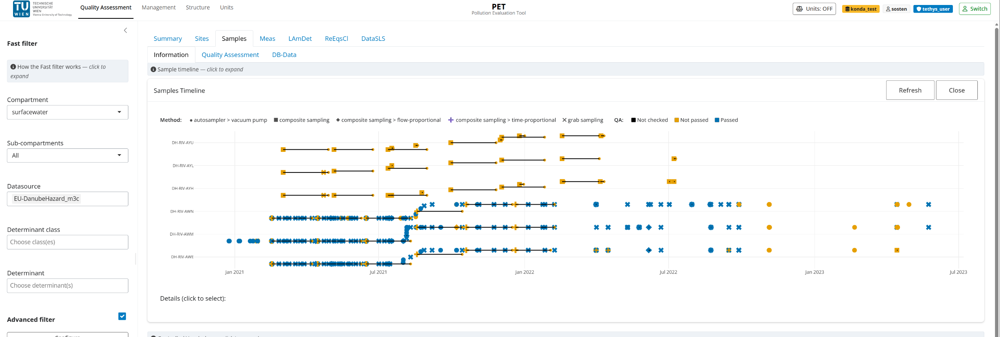 TU
WIEN
TECHNISCHE
UNIVERSITÄT
WIEN
Vienna University of Technology
Quality Assessment
Management
Structure
Units
PET
Pollution Evaluation Tool
Units: OFF
konda_test
sosten
tethys_user
Switch
Fast filter
How the Fast filter works — click to
expand
Compartment
surfacewater
Sub-compartments
All
Datasource
EU-DanubeHazard_m3c
Determinant class
Choose class(es)
Determinant
Choose determinant(s)
Advanced filter
Summary
Sites
Samples
Meas
LAmDet
ReEqsCl
DataSLS
Information
Quality Assessment
DB-Data
Sample timeline — click to expand
Samples Timeline
Refresh
Close
Method:
autosampler > vacuum pump
composite sampling
composite sampling > flow-proportional
composite sampling > time-proportional
grab sampling
QA:
Not checked
Not passed
Passed
DH-RIV-AYU
DH-RIV-AYL
DH-RIV-AYH
DH-RIV-AWN
DH-RIV-AWM
DH-RIV-AWE
Jan 2021
Jul 2021
Jan 2022
Jul 2022
Jan 2023
Jul 2023
Details (click to select):